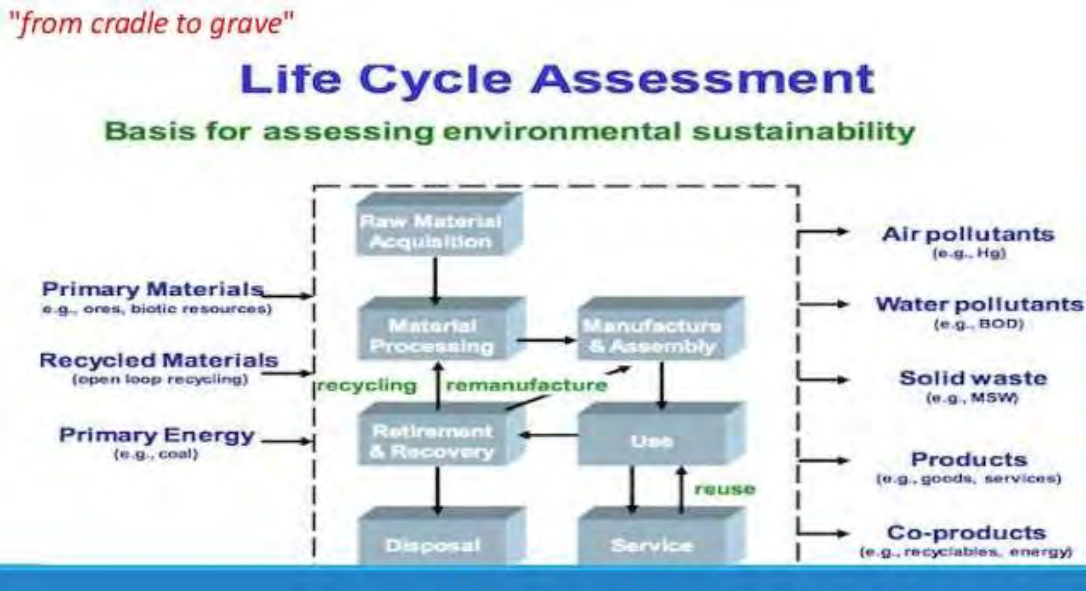 "from cradle to grave"
Life Cycle Assessment
Basis for assessing environmental sustainability
Raw Material
Acquisition
Primary Materials
e.g., ores, biotic resources)
Recycled Materials
(open loop recycling)
Primary Energy
(e.g., coal)
Material
Processing
Manufacture
& Assembly
recycling
remanufacture
Retirement
& Recovery
Use
reuse
Disposal
Service
Air pollutants
(e.g., Hg)
Water pollutants
(e.g., BOD)
Solid waste
(e.g., MSW)
Products
(e.g., goods, services)
Co-products
(e.g., recyclables, energy)